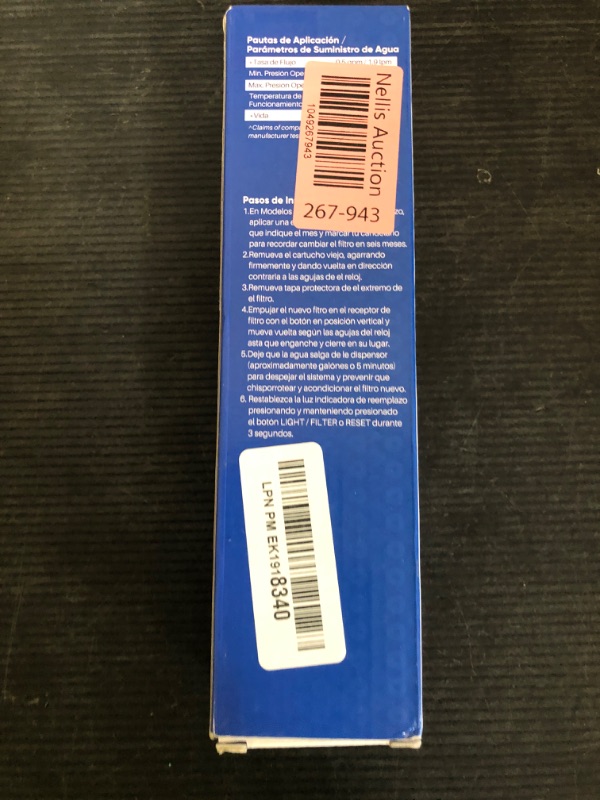 Pautas de Aplicación /
Parámetros de Suministro de Agua
Tasa de Flujo 0.5 gpm / 1.9 lpm
Min. Presión Ope
Max. Presión Ope
Temperatura de
Funcionamiento
Vida
^Claims of comp
manufacturer tes
Nellis Auction
1049267943
267-943
Pasos de In
1.En Modelos zo,
aplicar una e
que indique el mes y marcar tu candelario
para recordar cambiar el filtro en seis meses.
2.Remueva el cartucho viejo, agarrando
firmemente y dando vuelta en dirección
contraria a las agujas de el reloj.
3.Remueva tapa protectora de el extremo de
el filtro.
4.Empujar el nuevo filtro en el receptor de
filtro con el botón en posición vertical y
mueva vuelta según las agujas del reloj
asta que enganche y cierre en su lugar.
5.Deje que la agua salga de le dispensor
(aproximadamente galones o 5 minutos)
para despejar el sistema y prevenir que
chisporrotear y acondicionar el filtro nuevo.
6. Restablezca la luz indicadora de reemplazo
presionando y manteniendo presionado
el botón LIGHT / FILTER o RESET durante
3 segundos.
LPN PM EK1918340